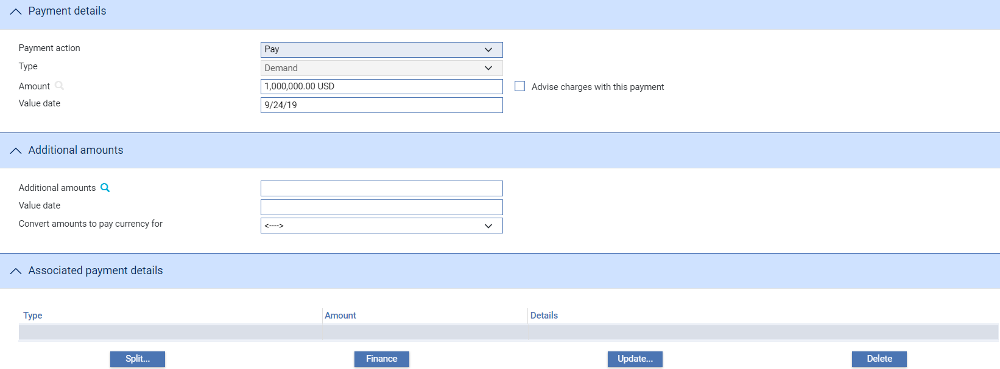 Payment details
Payment action Pay
Type Demand
Amount 1,000,000.00 USD Advise charges with this payment
Value date 9/24/19
Additional amounts
Additional amounts
Value date
Convert amounts to pay currency for <---->
Associated payment details
Type Amount Details
Split... Finance Update... Delete